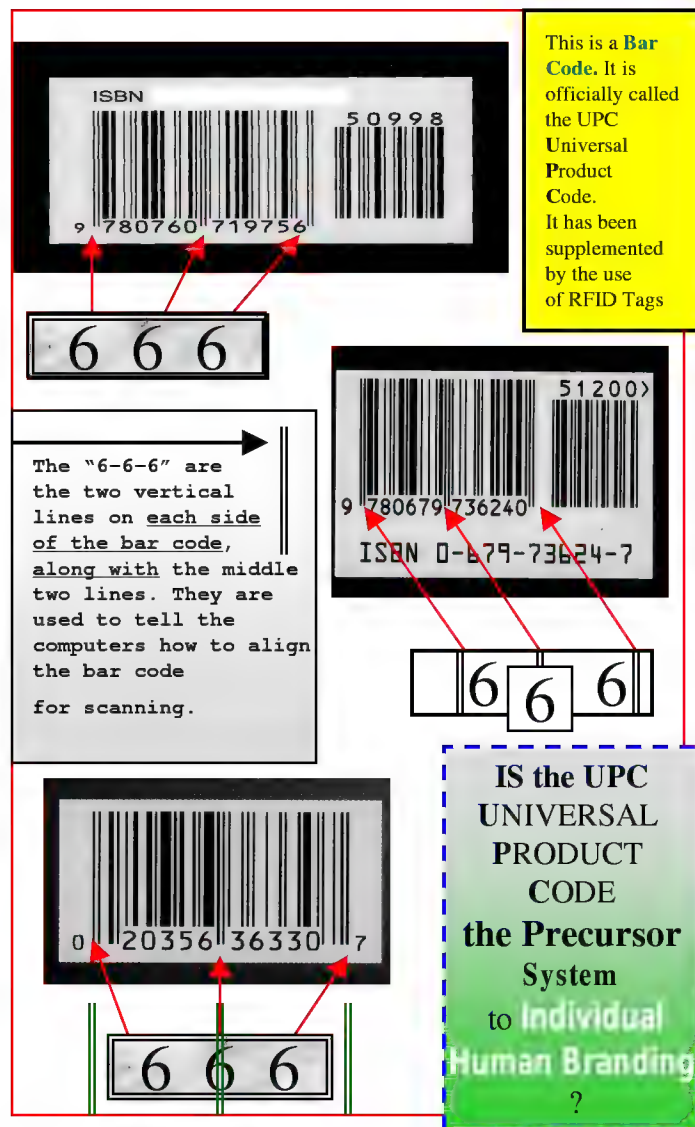 This is a Bar
Code. It is
officially called
the UPC
Universal
Product
Code.
It has been
supplemented
by the use
of RFID Tags
ISBN
50998
9 780760 719756
6 6 6
51200>
9 780679 736240
ISBN 0-679-73624-7
The "6-6-6" are
the two vertical
lines on each side
of the bar code,
along with the middle
two lines. They are
used to tell the
computers how to align
the bar code
for scanning.
6 6 6
0 20356 36330 7
6 6 6
IS the UPC
UNIVERSAL
PRODUCT
CODE
the Precursor
System
to Individual
Human Branding
?